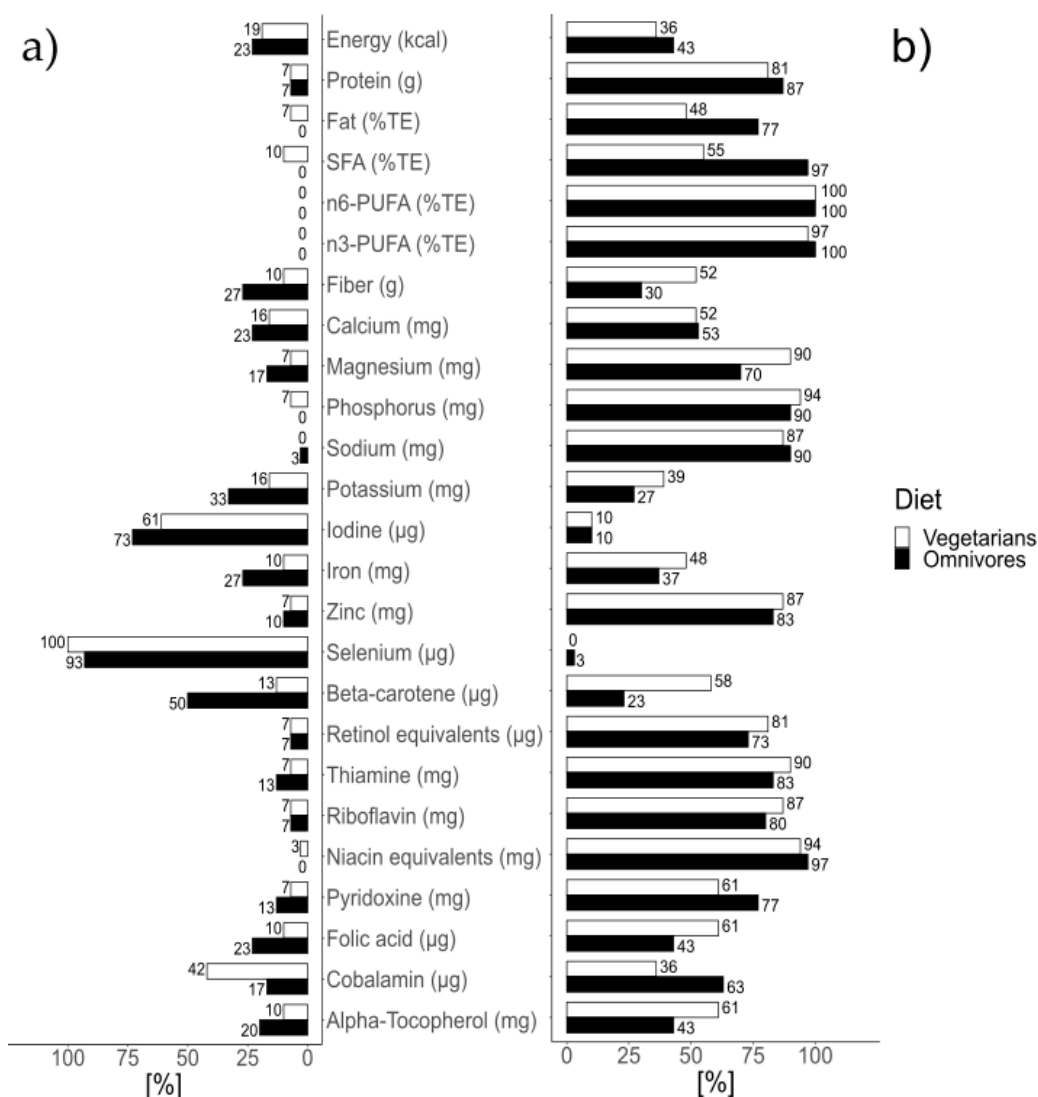 a)
b)
19 Energy (kcal) 36
23 43
7 Protein (g) 81
7 87
7 Fat (%TE) 48
0 77
10 SFA (%TE) 55
0 97
0 n6-PUFA (%TE) 100
0 100
0 n3-PUFA (%TE) 97
0 100
10 Fiber (g) 52
27 30
16 Calcium (mg) 52
23 53
7 Magnesium (mg) 90
17 70
7 Phosphorus (mg) 94
0 90
0 Sodium (mg) 87
3 90
16 Potassium (mg) 39
33 27
61 Iodine (µg) 10
73 10
10 Iron (mg) 48
27 37
7 Zinc (mg) 87
10 83
100 Selenium (µg) 0
93 3
13 Beta-carotene (µg) 58
50 23
7 Retinol equivalents (µg) 81
7 73
7 Thiamine (mg) 90
13 83
7 Riboflavin (mg) 87
7 80
3 Niacin equivalents (mg) 94
0 97
7 Pyridoxine (mg) 61
13 77
10 Folic acid (µg) 61
23 43
42 Cobalamin (µg) 36
17 63
10 Alpha-Tocopherol (mg) 61
20 43
100 75 50 25 0
[%]
0 25 50 75 100
[%]
Diet
Vegetarians
Omnivores